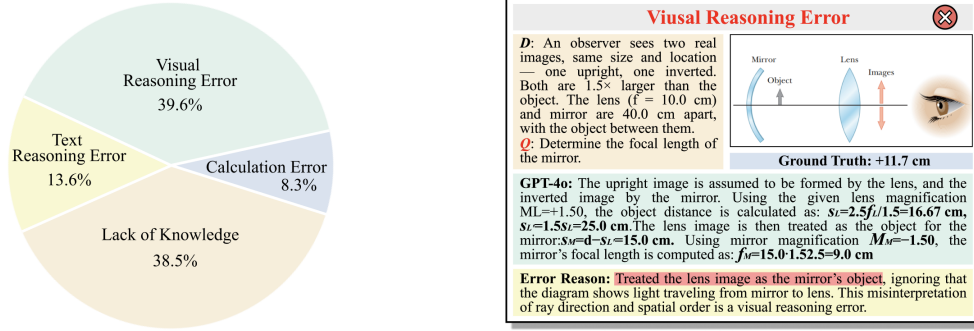 Visual
Reasoning Error
39.6%
Text
Reasoning Error
13.6%
Calculation Error
8.3%
Lack of Knowledge
38.5%
Viusal Reasoning Error
D: An observer sees two real
images, same size and location
— one upright, one inverted.
Both are 1.5× larger than the
object. The lens (f = 10.0 cm)
and mirror are 40.0 cm apart,
with the object between them.
Q: Determine the focal length of
the mirror.
Mirror
Object
Lens
Images
Ground Truth: +11.7 cm
GPT-4o: The upright image is assumed to be formed by the lens, and the
inverted image by the mirror. Using the given lens magnification
ML=+1.50, the object distance is calculated as: sL=2.5fL/1.5=16.67 cm,
sL=1.5sL=25.0 cm.The lens image is then treated as the object for the
mirror:sM=d−sL=15.0 cm. Using mirror magnification MM=−1.50, the
mirror's focal length is computed as: fM=15.0·1.52.5=9.0 cm
Error Reason: Treated the lens image as the mirror's object, ignoring that
the diagram shows light traveling from mirror to lens. This misinterpretation
of ray direction and spatial order is a visual reasoning error.